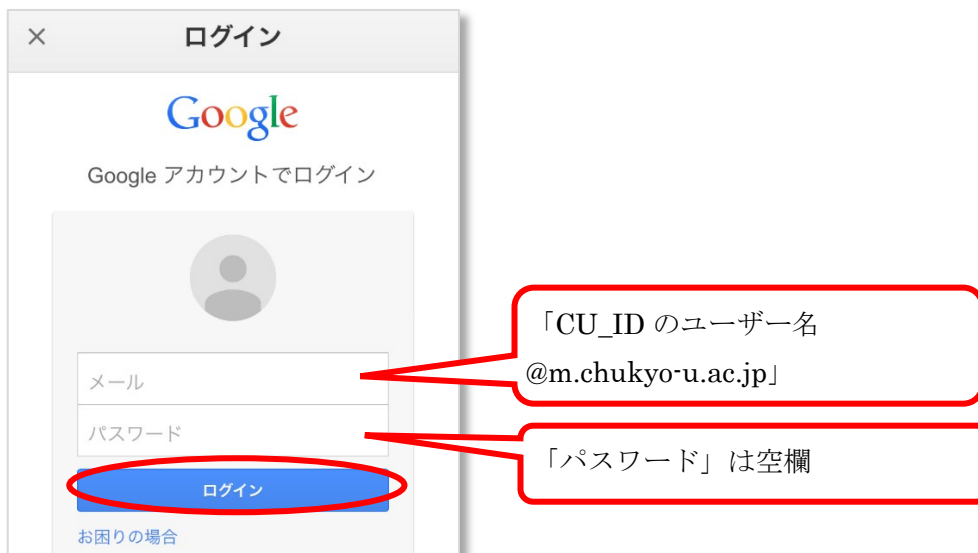 × ログイン
Google
Google アカウントでログイン
メール
パスワード
ログイン
お困りの場合
「CU_ID のユーザー名
@m.chukyo-u.ac.jp」
「パスワード」は空欄